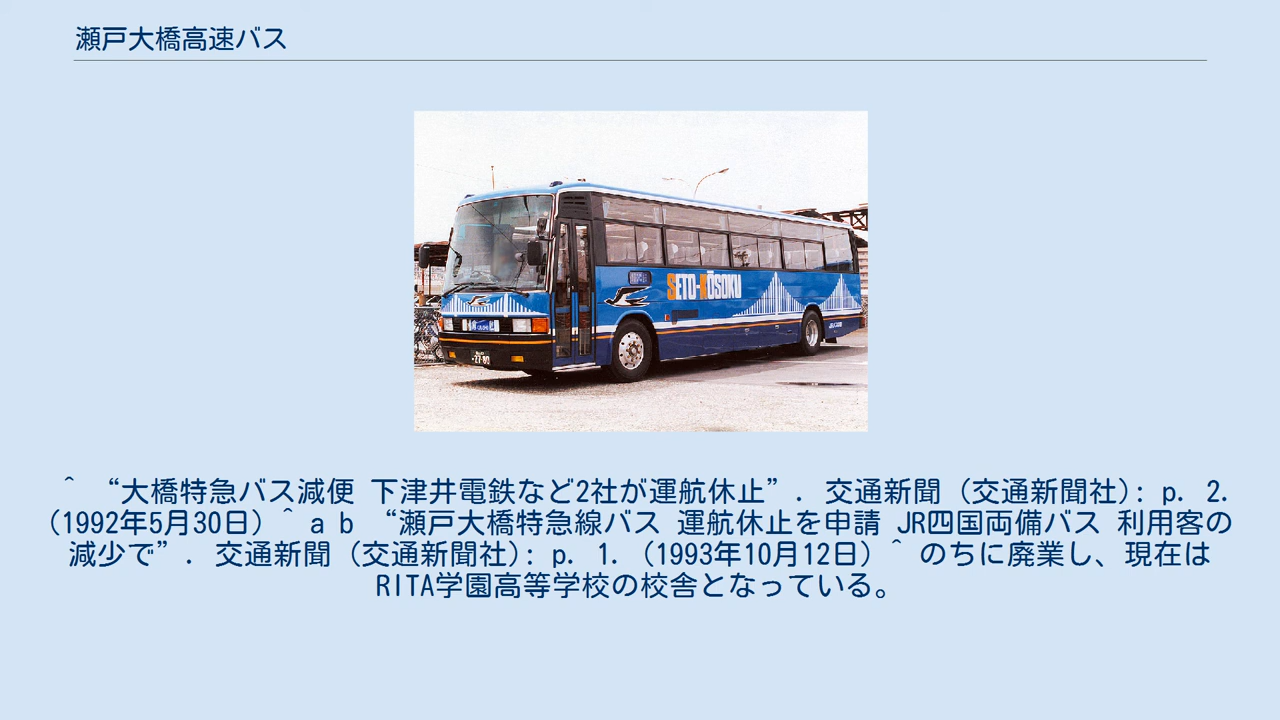 瀬戸大橋高速バス
SETO-KŌSOKU
^ “大橋特急バス減便 下津井電鉄など2社が運航休止”. 交通新聞 (交通新聞社): p. 2.
(1992年5月30日) ^ a b “瀬戸大橋特急線バス 運航休止を申請 JR四国両備バス 利用客の
減少で”. 交通新聞 (交通新聞社): p. 1. (1993年10月12日) ^ のちに廃業し、現在は
RITA学園高等学校の校舎となっている。